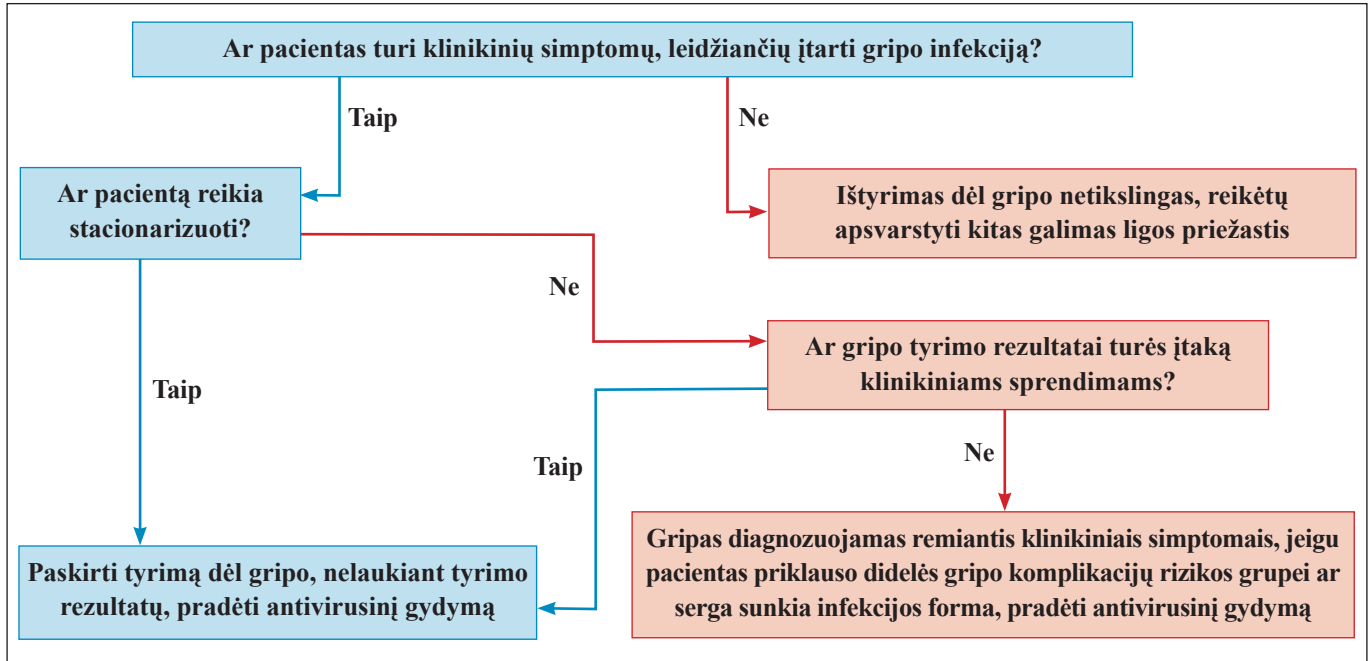 Ar pacientas turi klinikinių simptomų, leidžiančių įtarti gripo infekciją?
Taip
Ne
Ar pacientą reikia
stacionarizuoti?
Ištyrimas dėl gripo netikslingas, reikėtų
apsvarstyti kitas galimas ligos priežastis
Ne
Ar gripo tyrimo rezultatai turės įtaką
klinikiniams sprendimams?
Taip
Taip
Ne
Paskirti tyrimą dėl gripo, nelaukiant tyrimo
rezultatų, pradėti antivirusinį gydymą
Gripas diagnozuojamas remiantis klinikiniais simptomais, jeigu
pacientas priklauso didelės gripo komplikacijų rizikos grupei ar
serga sunkia infekcijos forma, pradėti antivirusinį gydymą